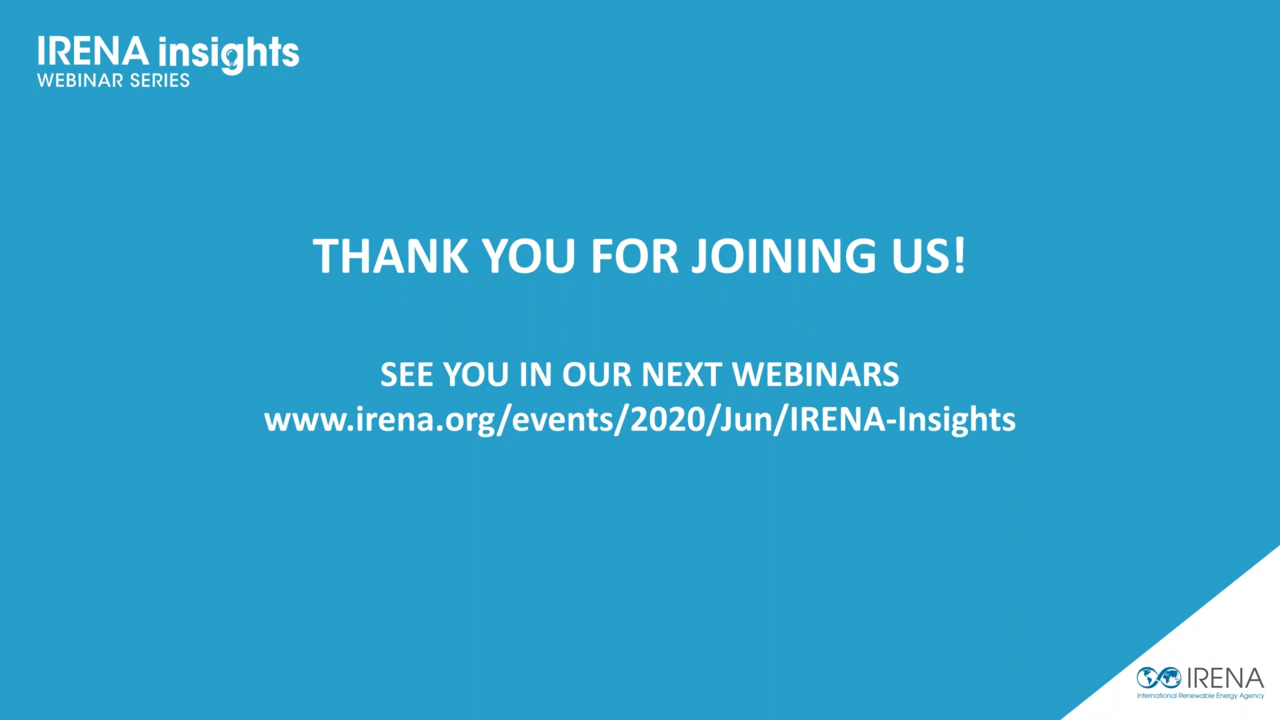 IRENA insights
WEBINAR SERIES
THANK YOU FOR JOINING US!
SEE YOU IN OUR NEXT WEBINARS
www.irena.org/events/2020/Jun/IRENA-Insights
IRENA
International Renewable Energy Agency